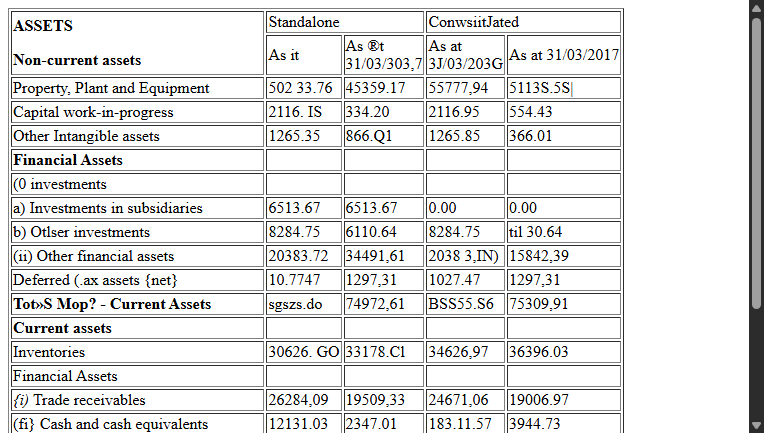 ASSETS
Non-current assets
Standalone ConwsiitJated
As it As ®t 31/03/303,7 As at 3J/03/203G As at 31/03/2017
Property, Plant and Equipment 502 33.76 45359.17 55777,94 5113S.5S|
Capital work-in-progress 2116. IS 334.20 2116.95 554.43
Other Intangible assets 1265.35 866.Q1 1265.85 366.01
Financial Assets
(0 investments
a) Investments in subsidiaries 6513.67 6513.67 0.00 0.00
b) Otlser investments 8284.75 6110.64 8284.75 til 30.64
(ii) Other financial assets 20383.72 34491,61 2038 3,IN) 15842,39
Deferred (.ax assets {net} 10.7747 1297,31 1027.47 1297,31
Tot»S Mop? - Current Assets sgszs.do 74972,61 BSS55.S6 75309,91
Current assets
Inventories 30626. GO 33178.Cl 34626,97 36396.03
Financial Assets
{i) Trade receivables 26284,09 19509,33 24671,06 19006.97
(fi} Cash and cash equivalents 12131.03 2347.01 183.11.57 3944.73